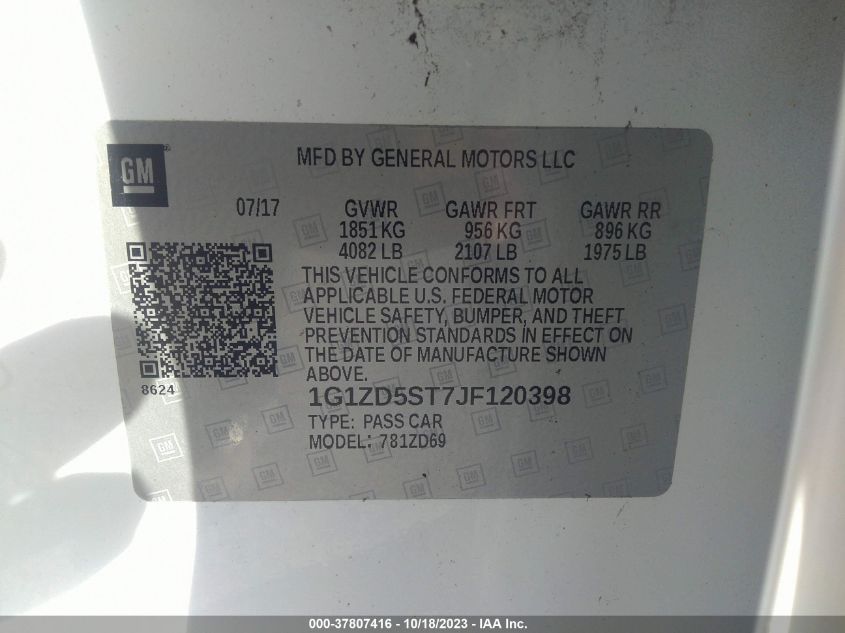 GM
MFD BY GENERAL MOTORS LLC
07/17 GVWR GAWR FRT GAWR RR
1851 KG 956 KG 896 KG
4082 LB 2107 LB 1975 LB
THIS VEHICLE CONFORMS TO ALL
APPLICABLE U.S. FEDERAL MOTOR
VEHICLE SAFETY, BUMPER, AND THEFT
PREVENTION STANDARDS IN EFFECT ON
THE DATE OF MANUFACTURE SHOWN
ABOVE.
8624
1G1ZD5ST7JF120398
TYPE: PASS CAR
MODEL: 781ZD69
000-37807416 - 10/18/2023 - IAA Inc.